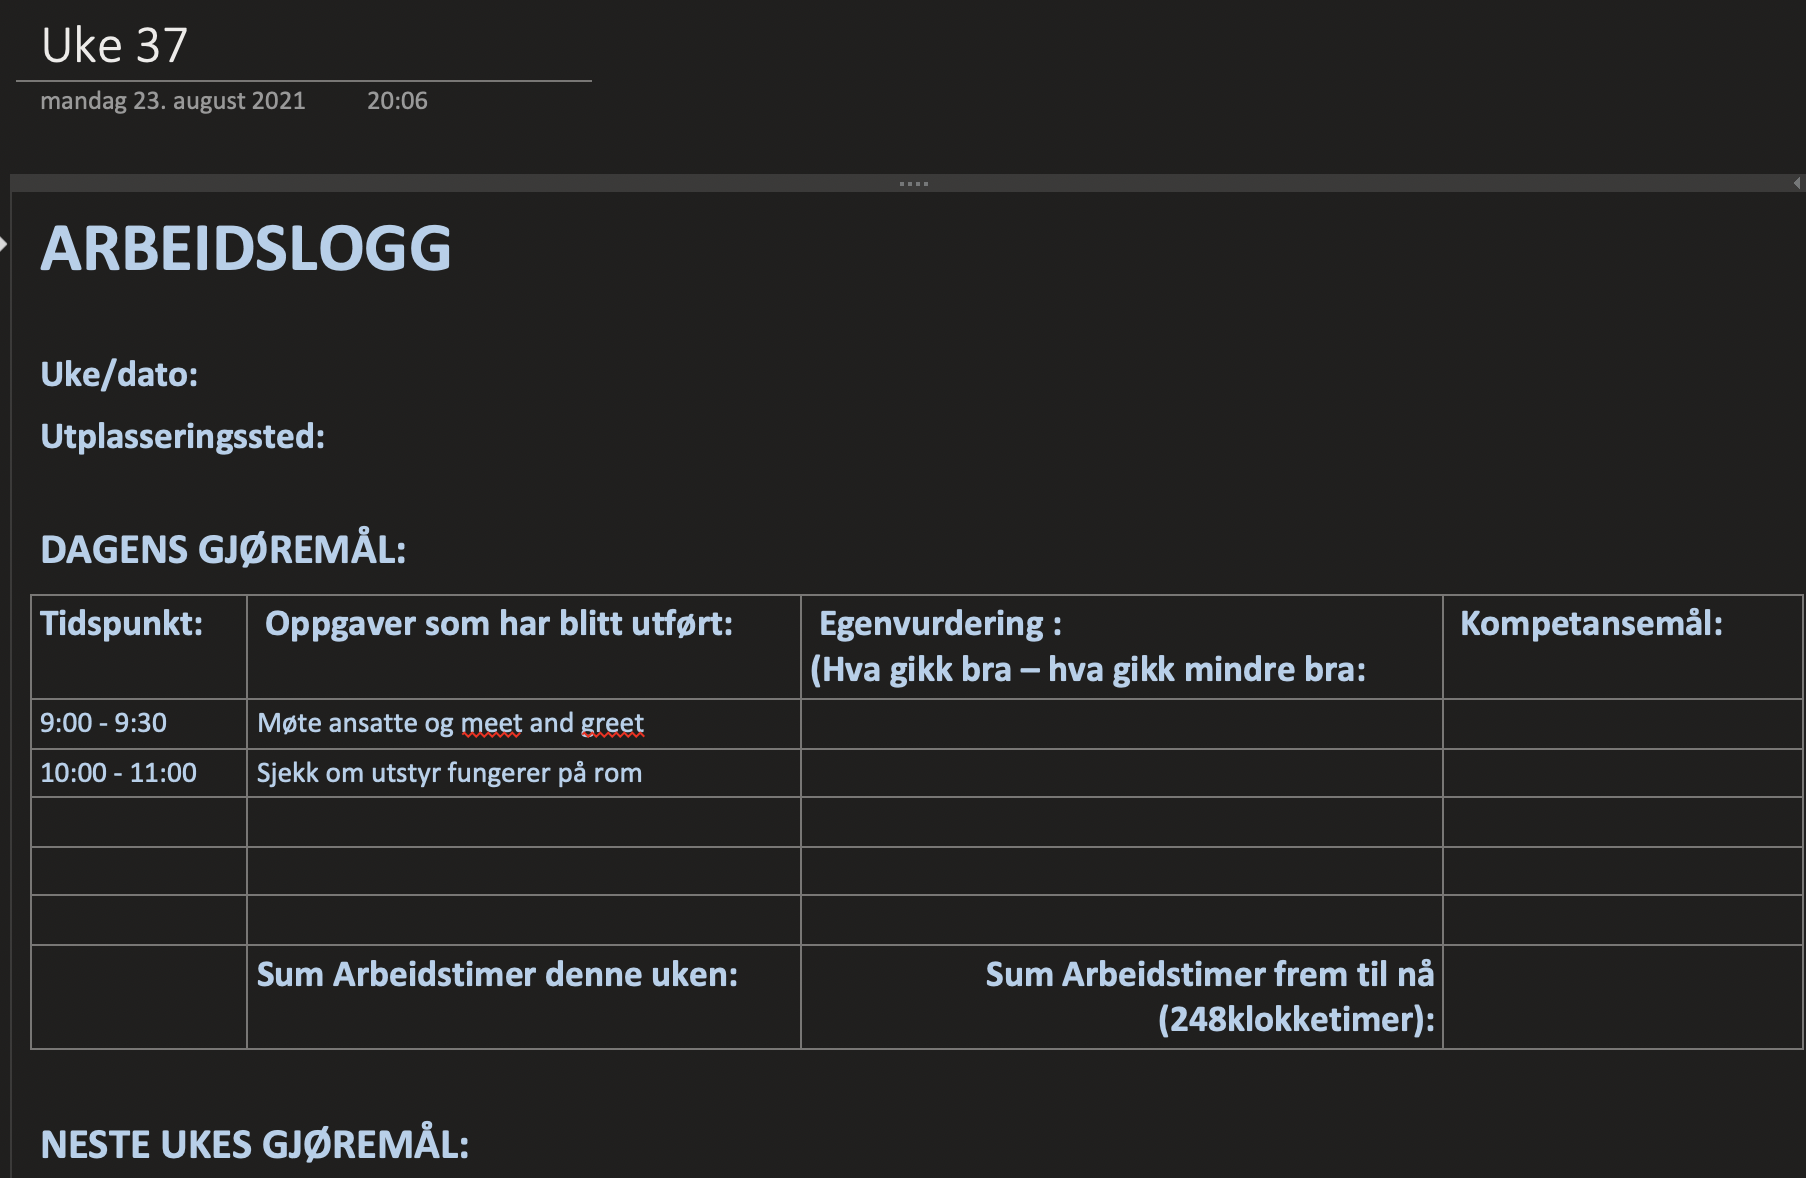 Uke 37
mandag 23. august 2021 20:06
ARBEIDSLOGG
Uke/dato:
Utplasseringssted:
DAGENS GJØREMÅL:
Tidspunkt: Oppgaver som har blitt utført: Egenvurdering : Kompetansemål:
(Hva gikk bra – hva gikk mindre bra:
9:00 - 9:30 Møte ansatte og meet and greet
10:00 - 11:00 Sjekk om utstyr fungerer på rom
Sum Arbeidstimer denne uken: Sum Arbeidstimer frem til nå
(248klokketimer):
NESTE UKES GJØREMÅL: